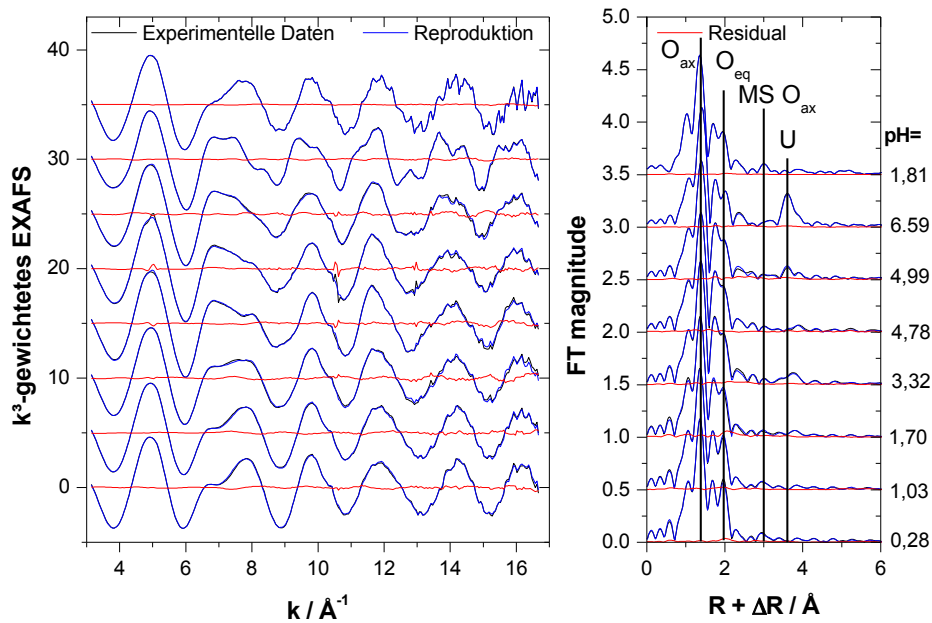 Experimentelle Daten
Reproduktion
40
30
20
10
0
k³-gewichtetes EXAFS
4 6 8 10 12 14 16
k / Å⁻¹
Residual
5.0
4.5
4.0
3.5
3.0
2.5
2.0
1.5
1.0
0.5
0.0
FT magnitude
O_ax
O_eq
MS O_ax
U
pH=
1,81
6.59
4,99
4,78
3.32
1,70
1,03
0,28
0 2 4 6
R + ΔR / Å